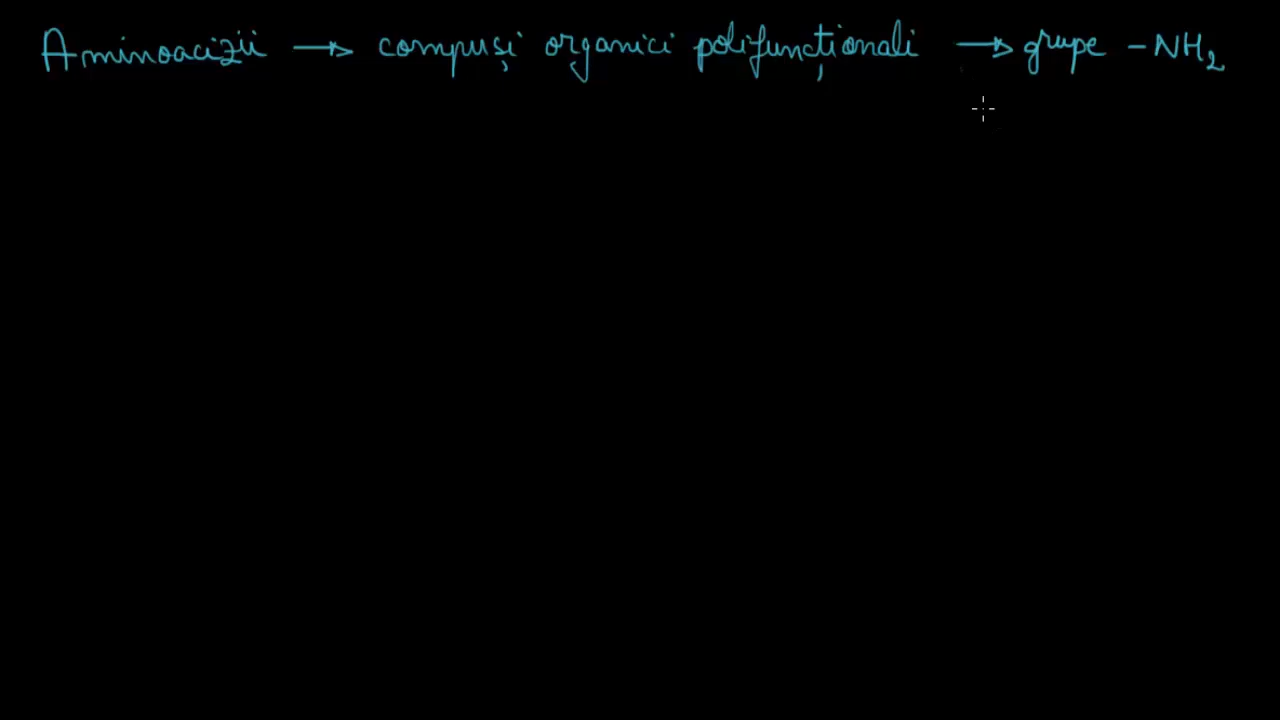 Aminoacizii → compuși organici polifuncționali → grupe -NH₂